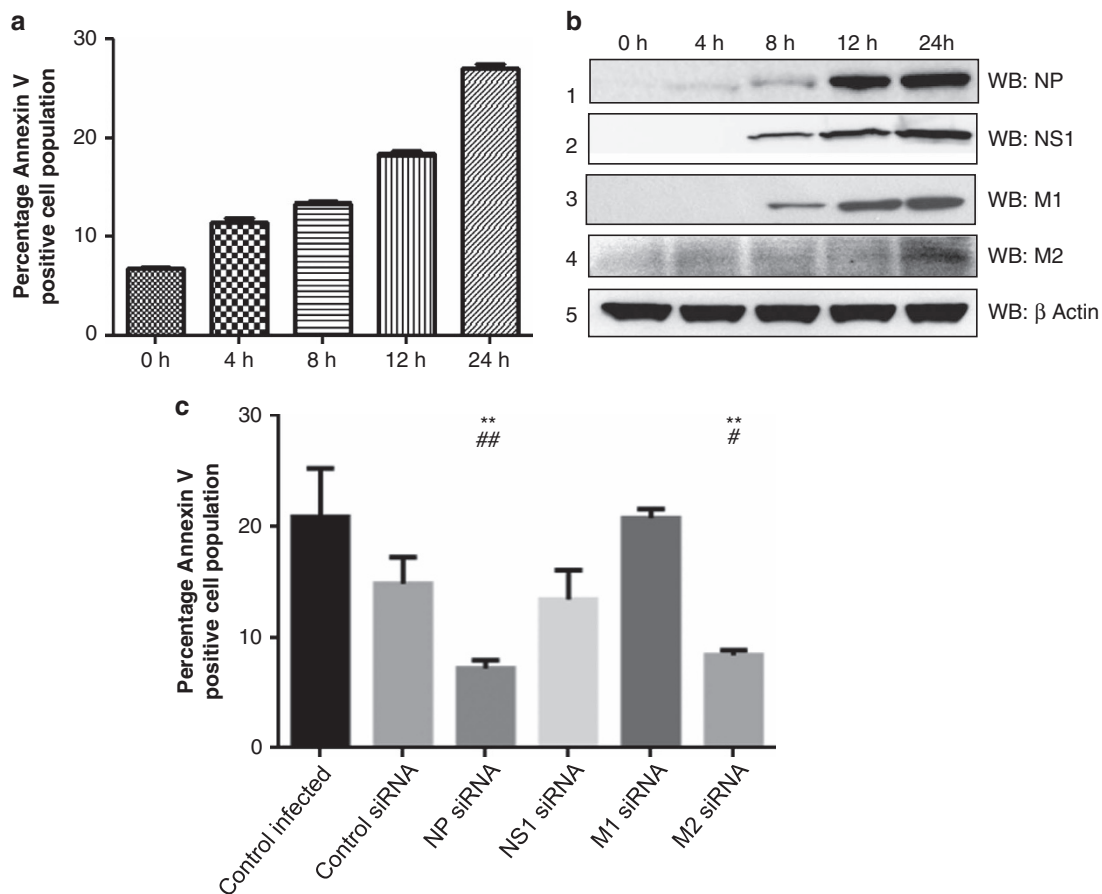 a
Percentage Annexin V
positive cell population
30
20
10
0
0 h 4 h 8 h 12 h 24 h
b
0 h 4 h 8 h 12 h 24h
1 WB: NP
2 WB: NS1
3 WB: M1
4 WB: M2
5 WB: β Actin
c
Percentage Annexin V
positive cell population
30
20
10
0
** **
## #
Control infected
Control siRNA
NP siRNA
NS1 siRNA
M1 siRNA
M2 siRNA